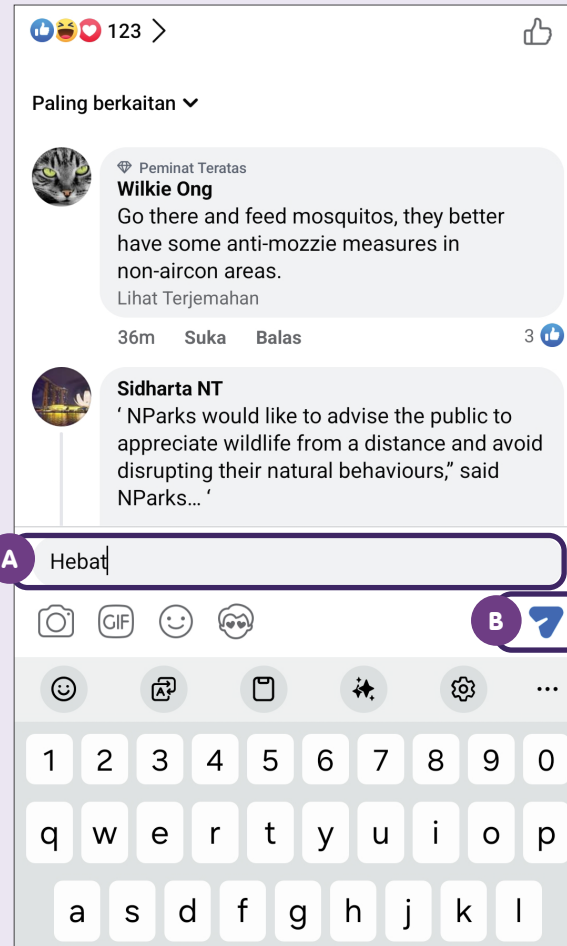 123
Paling berkaitan
Peminat Teratas
Wilkie Ong
Go there and feed mosquitos, they better
have some anti-mozzie measures in
non-aircon areas.
Lihat Terjemahan
36m Suka Balas 3
Sidharta NT
‘ NParks would like to advise the public to
appreciate wildlife from a distance and avoid
disrupting their natural behaviours,” said
NParks... ‘
A Hebat
GIF B
1 2 3 4 5 6 7 8 9 0
q w e r t y u i o p
a s d f g h j k l